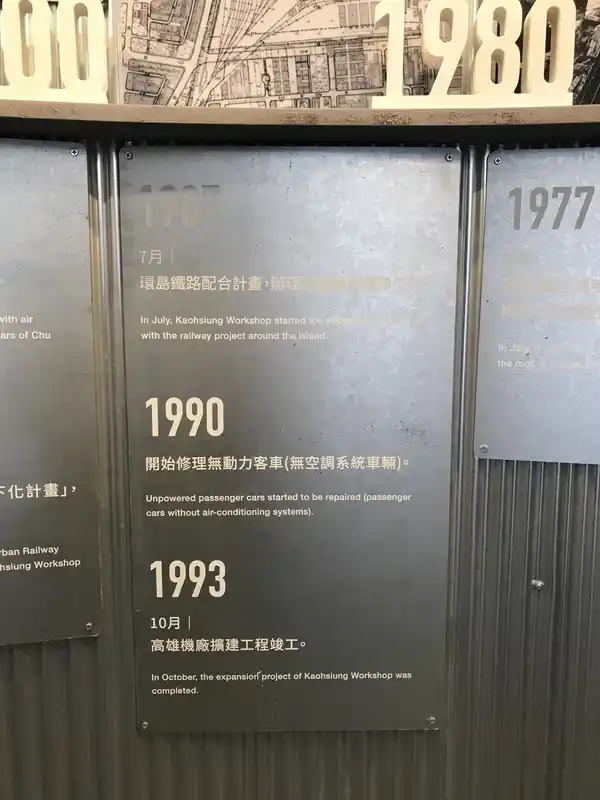 1980
with air
ars of Chu
下化計畫」，
rban Railway
hsiung Workshop
7月｜
環島鐵路配合計畫，辦理
In July, Kaohsiung Workshop started the
with the railway project around the island.
1990
開始修理無動力客車(無空調系統車輛)。
Unpowered passenger cars started to be repaired (passenger
cars without air-conditioning systems).
1993
10月｜
高雄機廠擴建工程竣工。
In October, the expansion project of Kaohsiung Workshop was
completed.
1977
In
the